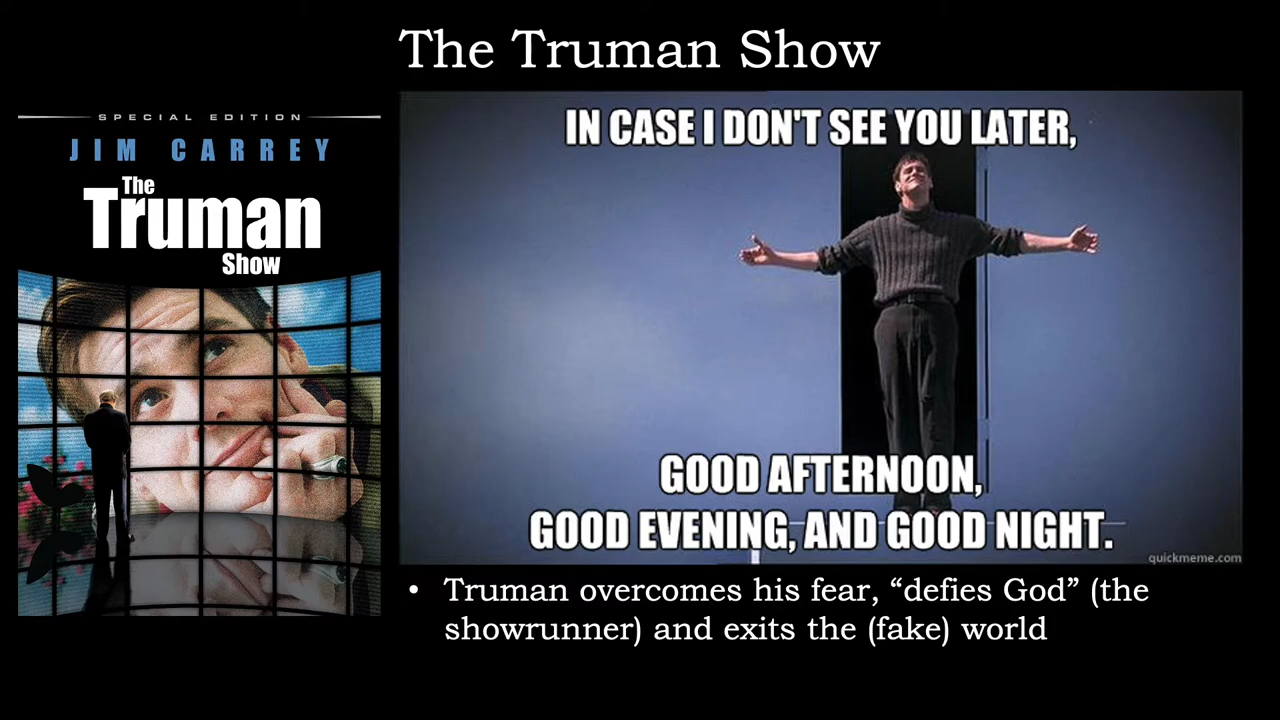 The Truman Show
SPECIAL EDITION
JIM CARREY
The
Truman
Show
IN CASE I DON'T SEE YOU LATER,
GOOD AFTERNOON,
GOOD EVENING, AND GOOD NIGHT.
quickmeme.com
• Truman overcomes his fear, “defies God” (the
showrunner) and exits the (fake) world